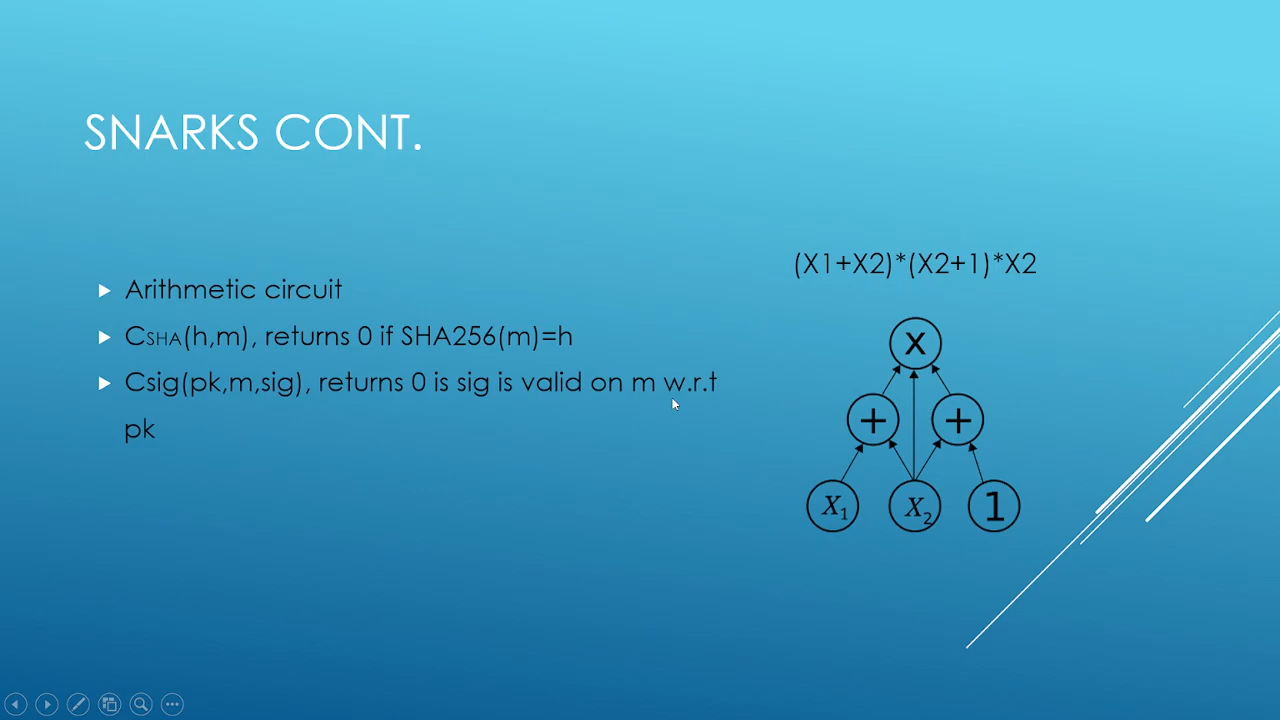 SNARKS CONT.
Arithmetic circuit
CSHA(h,m), returns 0 if SHA256(m)=h
Csig(pk,m,sig), returns 0 is sig is valid on m w.r.t
pk
(X1+X2)*(X2+1)*X2
x
+ +
X₁ X₂ 1